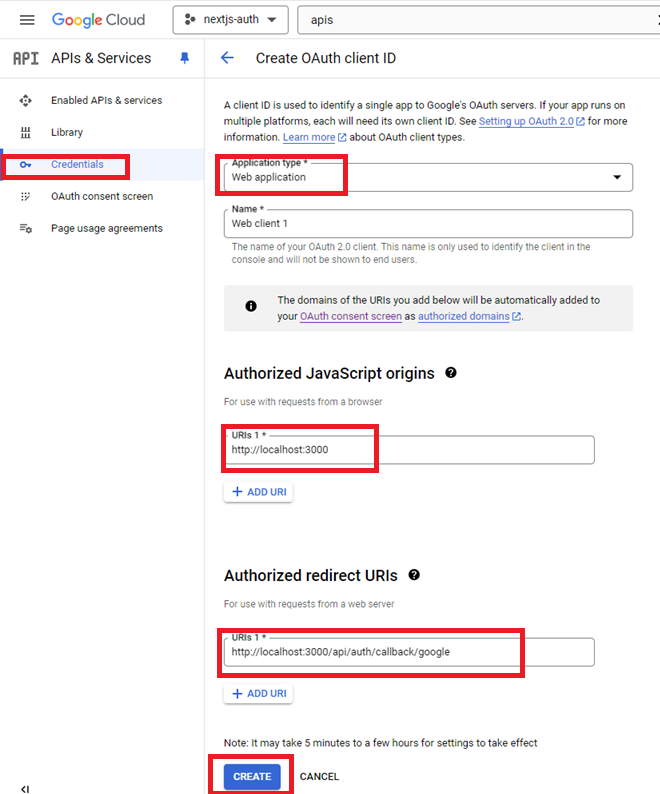 Google Cloud
nextjs-auth
apis
API APIs & Services
Create OAuth client ID
Enabled APIs & services
Library
Credentials
OAuth consent screen
Page usage agreements
A client ID is used to identify a single app to Google's OAuth servers. If your app runs on
multiple platforms, each will need its own client ID. See Setting up OAuth 2.0 for more
information. Learn more about OAuth client types.
Application type *
Web application
Name *
Web client 1
The name of your OAuth 2.0 client. This name is only used to identify the client in the
console and will not be shown to end users.
The domains of the URIs you add below will be automatically added to
your OAuth consent screen as authorized domains.
Authorized JavaScript origins
For use with requests from a browser
URIs 1 *
http://localhost:3000
+ ADD URI
Authorized redirect URIs
For use with requests from a web server
URIs 1 *
http://localhost:3000/api/auth/callback/google
+ ADD URI
Note: It may take 5 minutes to a few hours for settings to take effect
CREATE
CANCEL